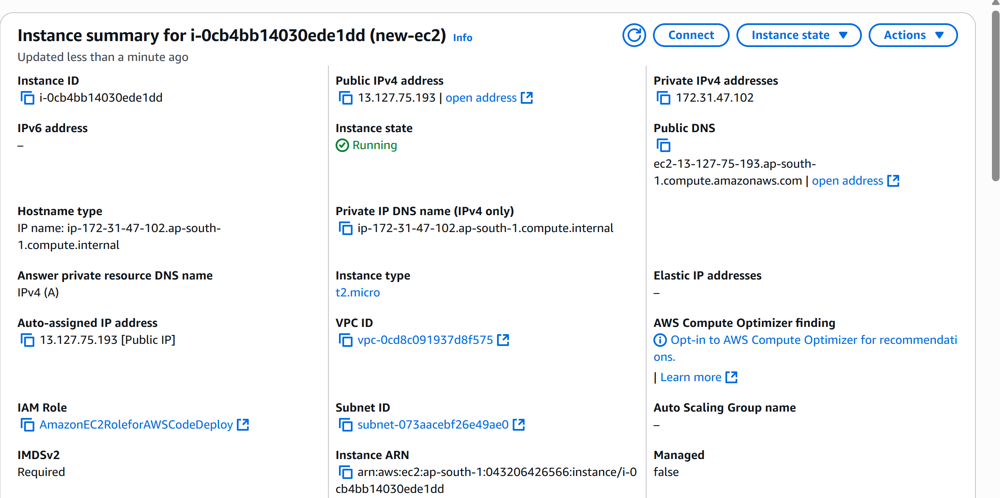 Instance summary for i-0cb4bb14030ede1dd (new-ec2) Info
Connect
Instance state
Actions
Updated less than a minute ago
Instance ID
i-0cb4bb14030ede1dd
Public IPv4 address
13.127.75.193 | open address
Private IPv4 addresses
172.31.47.102
IPv6 address
–
Instance state
Running
Public DNS
ec2-13-127-75-193.ap-south-
1.compute.amazonaws.com | open address
Hostname type
IP name: ip-172-31-47-102.ap-south-
1.compute.internal
Private IP DNS name (IPv4 only)
ip-172-31-47-102.ap-south-1.compute.internal
Answer private resource DNS name
IPv4 (A)
Instance type
t2.micro
Elastic IP addresses
–
Auto-assigned IP address
13.127.75.193 [Public IP]
VPC ID
vpc-0cd8c091937d8f575
AWS Compute Optimizer finding
Opt-in to AWS Compute Optimizer for recommendati
ons.
| Learn more
IAM Role
AmazonEC2RoleforAWSCodeDeploy
Subnet ID
subnet-073aacebf26e49ae0
Auto Scaling Group name
–
IMDSv2
Required
Instance ARN
arn:aws:ec2:ap-south-1:043206426566:instance/i-0
cb4bb14030ede1dd
Managed
false